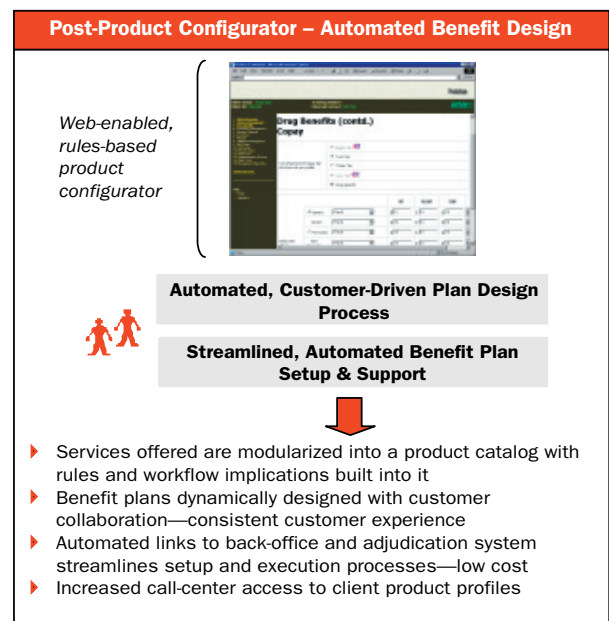 Post-Product Configurator – Automated Benefit Design
Web-enabled,
rules-based
product
configurator
Drug Benefits (contd.)
Copay
Automated, Customer-Driven Plan Design
Process
Streamlined, Automated Benefit Plan
Setup & Support
Services offered are modularized into a product catalog with
rules and workflow implications built into it
Benefit plans dynamically designed with customer
collaboration—consistent customer experience
Automated links to back-office and adjudication system
streamlines setup and execution processes—low cost
Increased call-center access to client product profiles